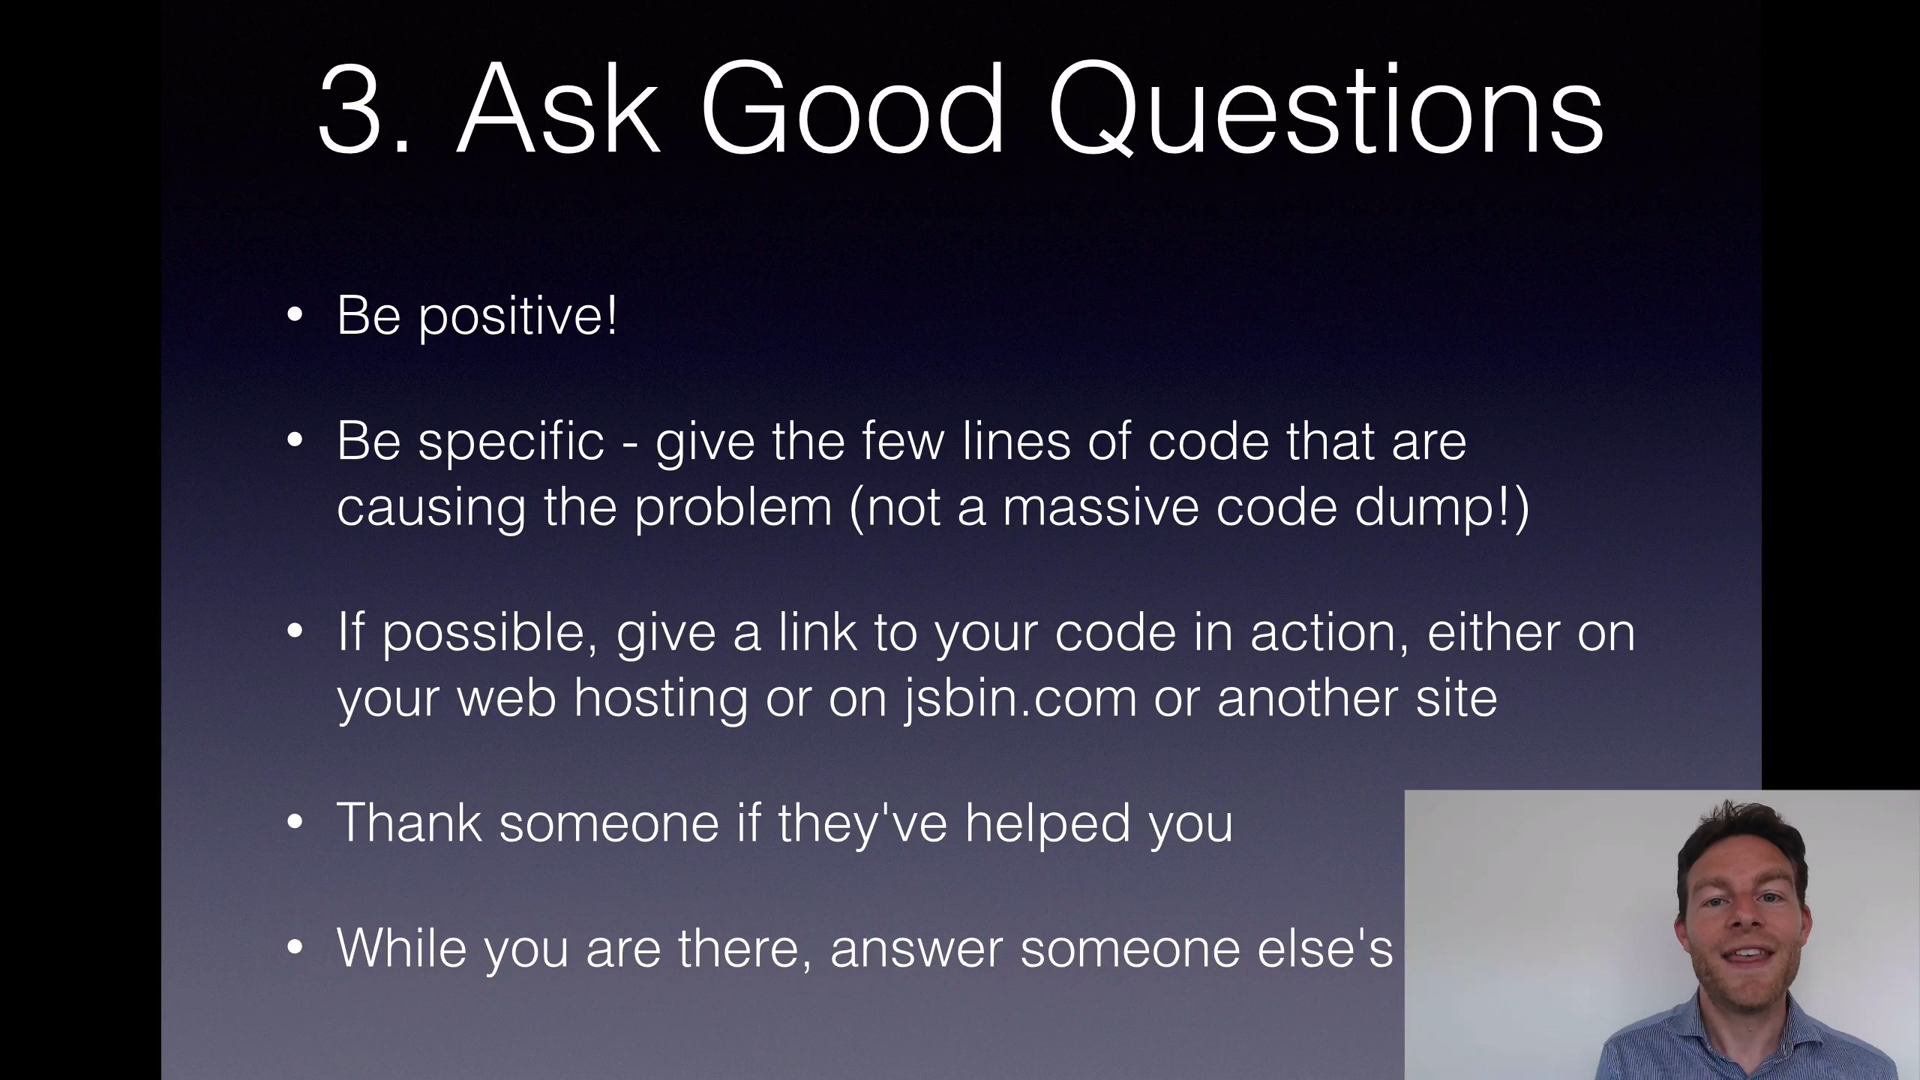 3. Ask Good Questions
• Be positive!
• Be specific - give the few lines of code that are
causing the problem (not a massive code dump!)
• If possible, give a link to your code in action, either on
your web hosting or on jsbin.com or another site
• Thank someone if they've helped you
• While you are there, answer someone else's